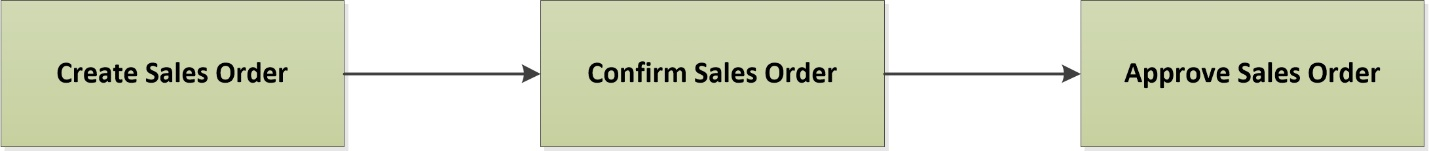 Create Sales Order
Confirm Sales Order
Approve Sales Order